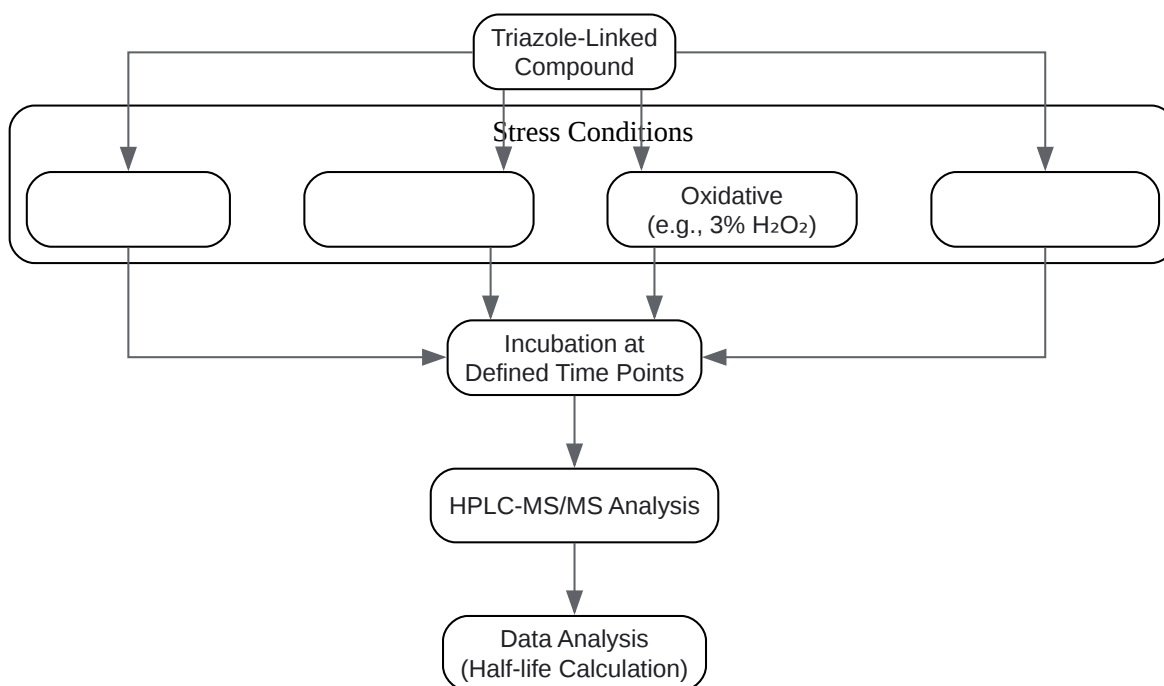 Triazole-Linked
Compound
Stress Conditions
Oxidative
(e.g., 3% H₂O₂)
Incubation at
Defined Time Points
HPLC-MS/MS Analysis
Data Analysis
(Half-life Calculation)